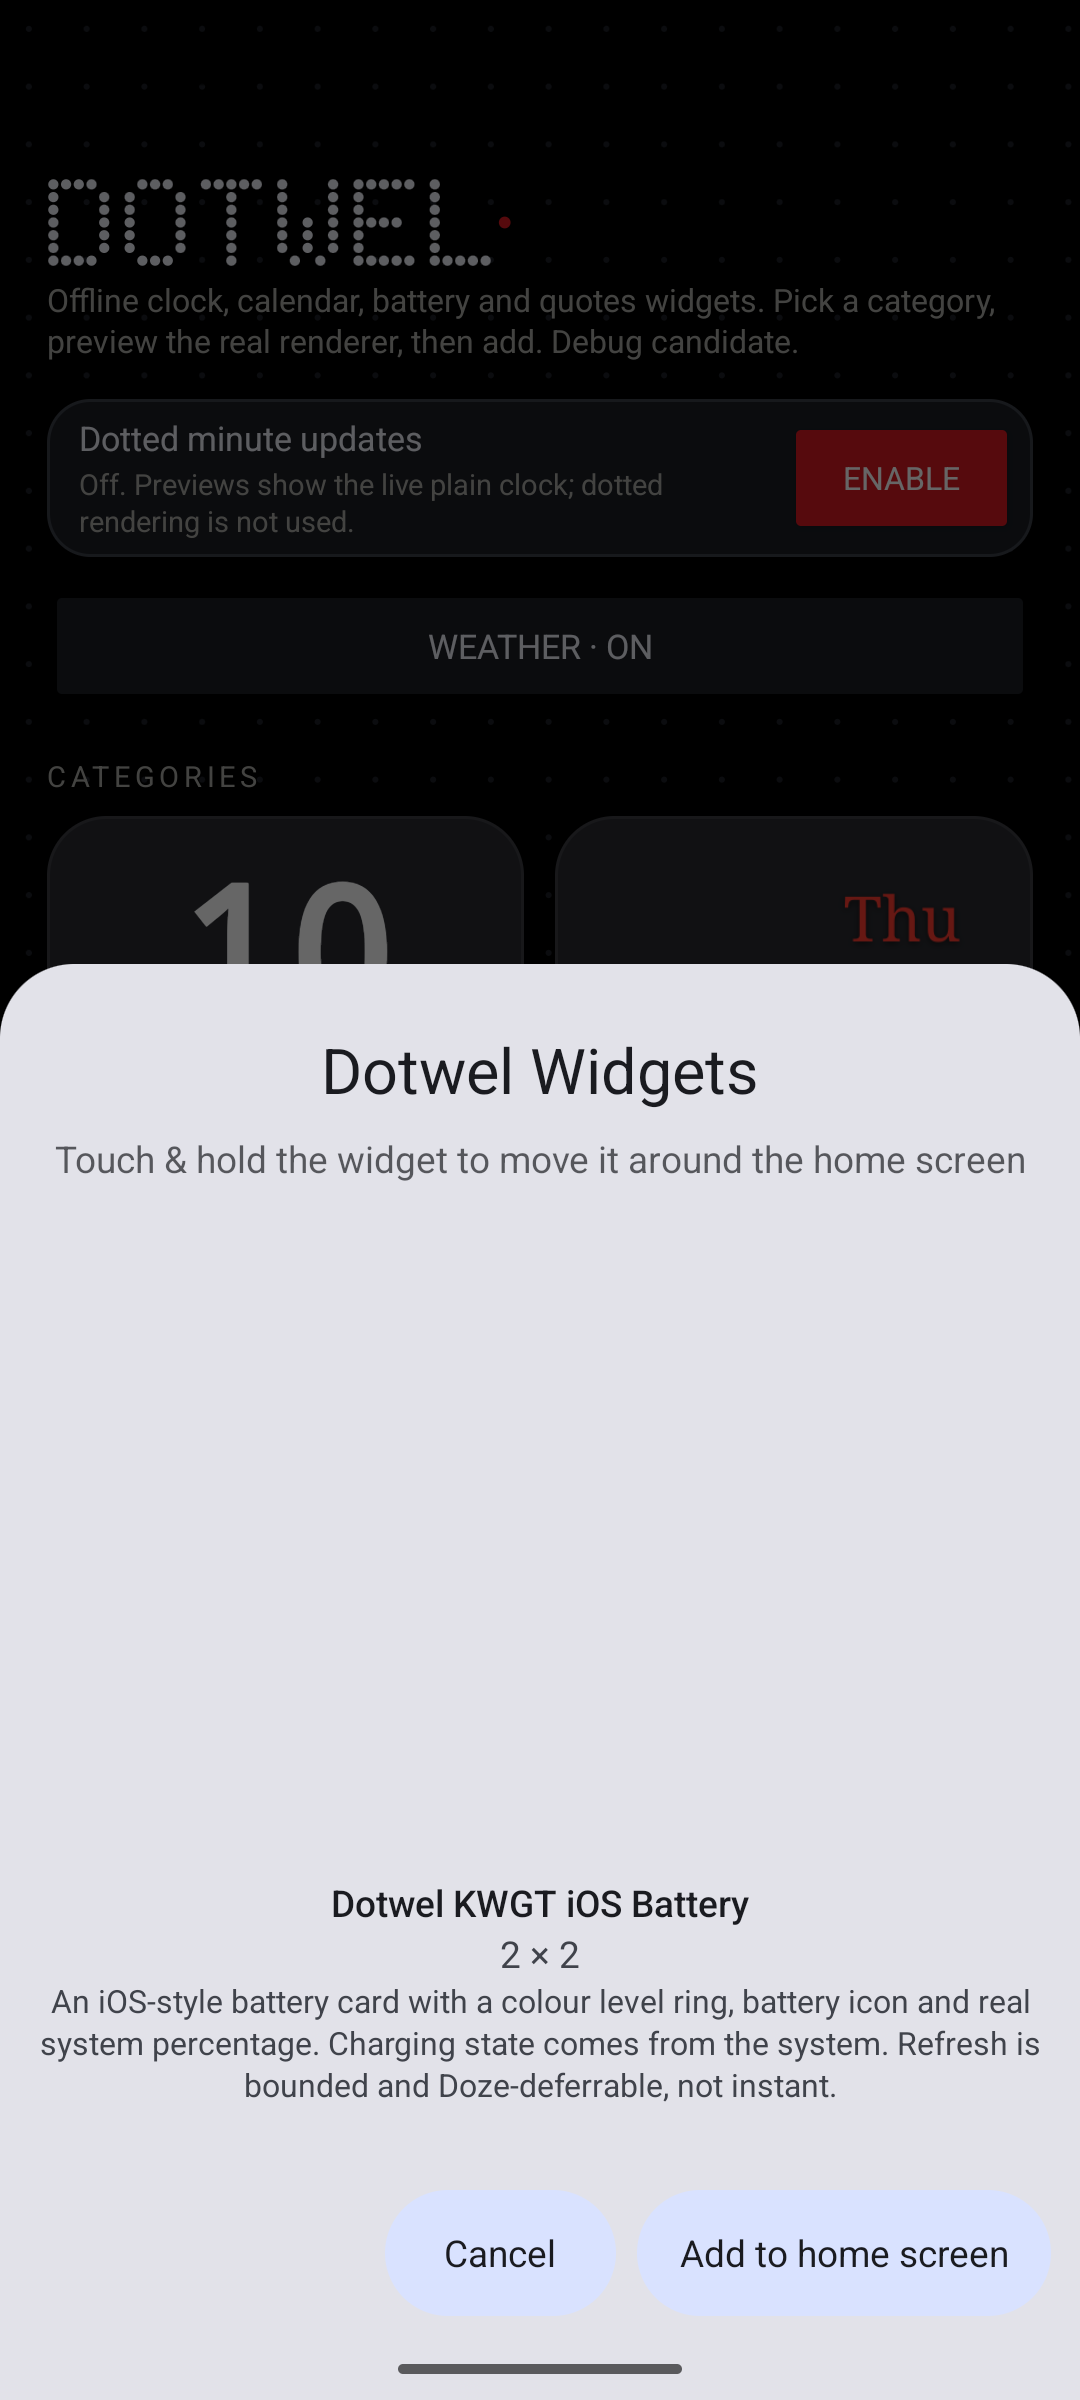 DOTWEL
Offline clock, calendar, battery and quotes widgets. Pick a category,
preview the real renderer, then add. Debug candidate.
Dotted minute updates
Off. Previews show the live plain clock; dotted
rendering is not used.
ENABLE
WEATHER · ON
CATEGORIES
10
Thu
Dotwel Widgets
Touch & hold the widget to move it around the home screen
Dotwel KWGT iOS Battery
2 × 2
An iOS-style battery card with a colour level ring, battery icon and real
system percentage. Charging state comes from the system. Refresh is
bounded and Doze-deferrable, not instant.
Cancel
Add to home screen